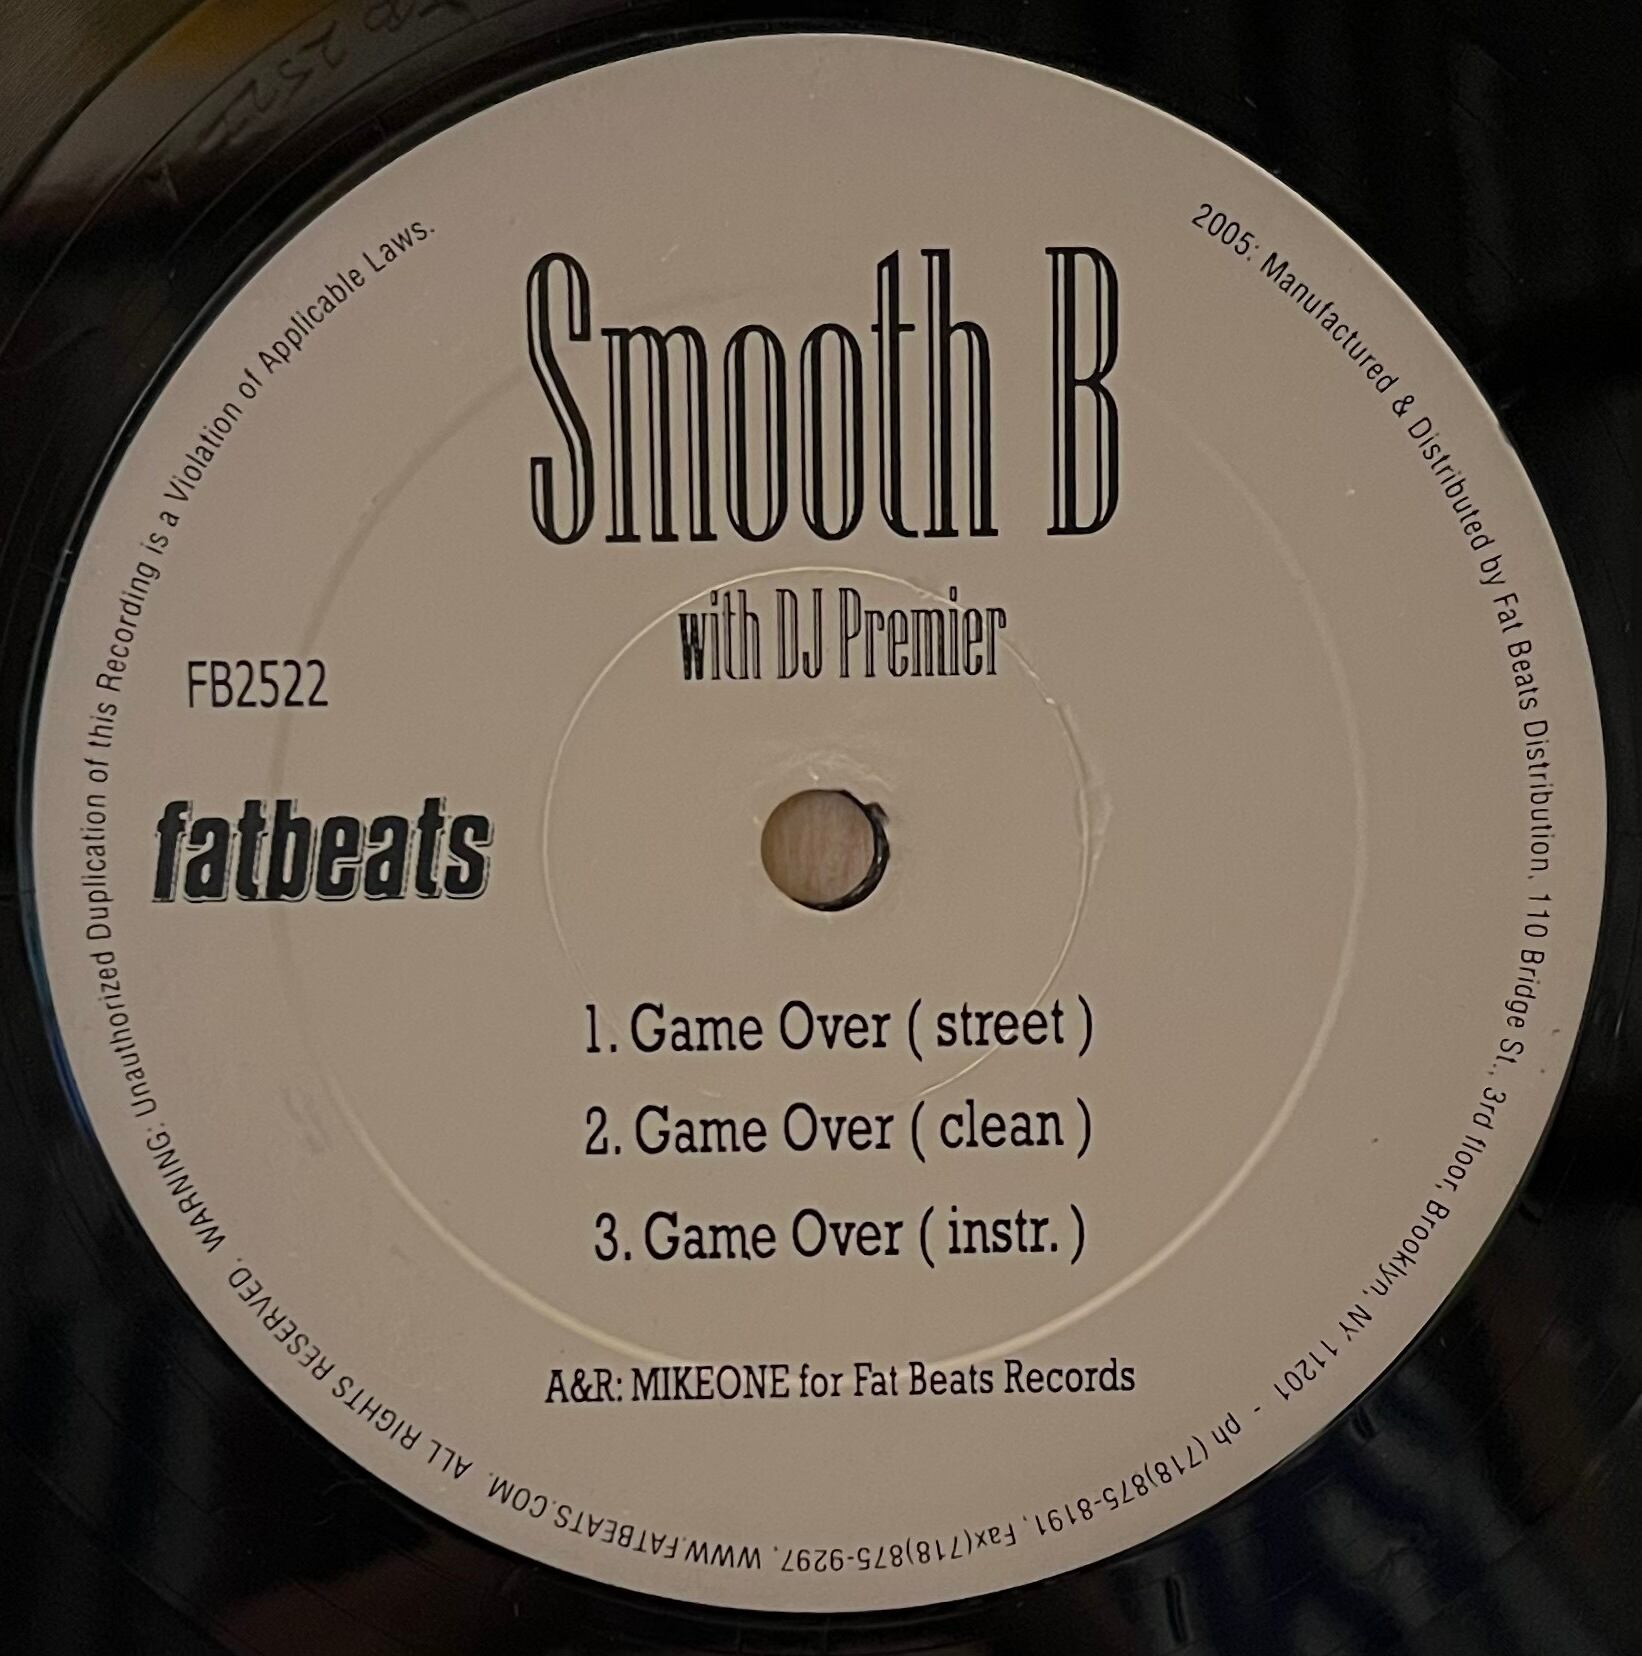 Smooth B
with DJ Premier
FB2522
fatbeats
1. Game Over ( street )
2. Game Over ( clean )
3. Game Over ( instr. )
A&R: MIKEONE for Fat Beats Records
2005: Manufactured & Distributed by Fat Beats Distribution, 110 Bridge St., 3rd floor, Brooklyn, NY 11201 - ph (718)875-8191, Fax(718)875-9297. WWW.FATBEATS.COM. ALL RIGHTS RESERVED. WARNING: Unauthorized Duplication of this Recording is a Violation of Applicable Laws.